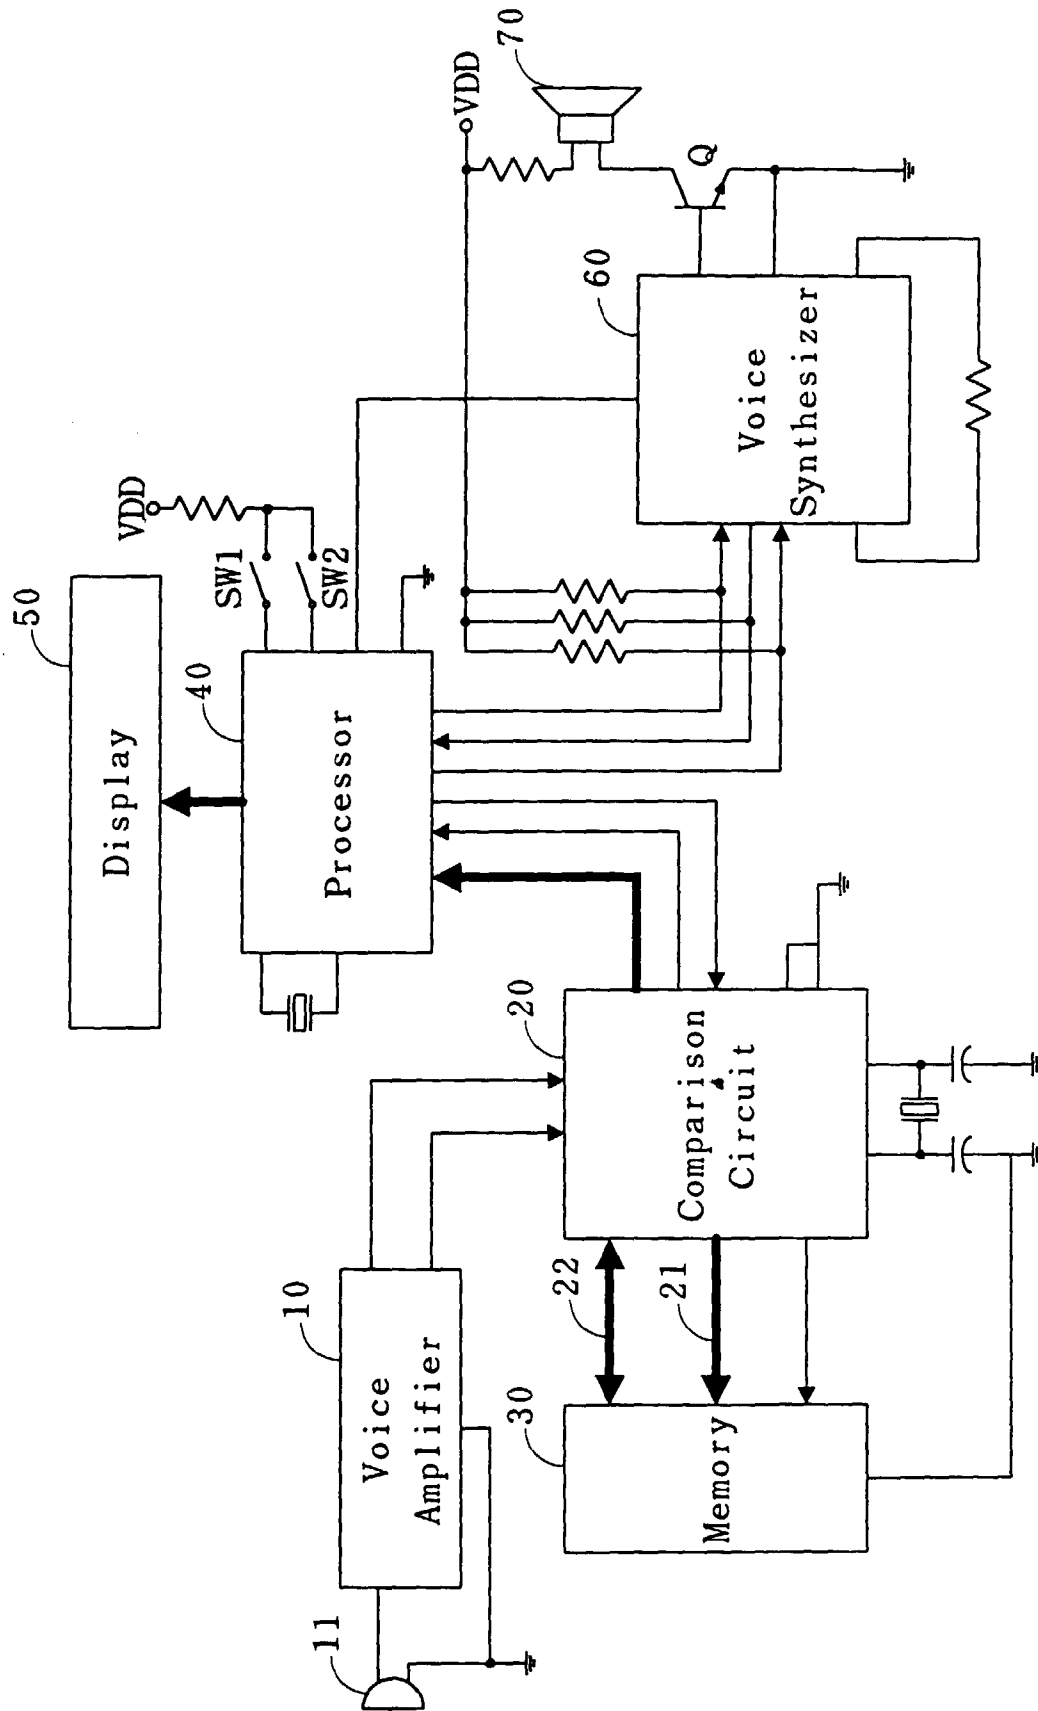 50
Display
VDD
SW1
SW2
40
Processor
VDD
70
Q
60
Voice
Synthesizer
11
10
Voice
Amplifier
20
Comparison
Circuit
22
21
30
Memory